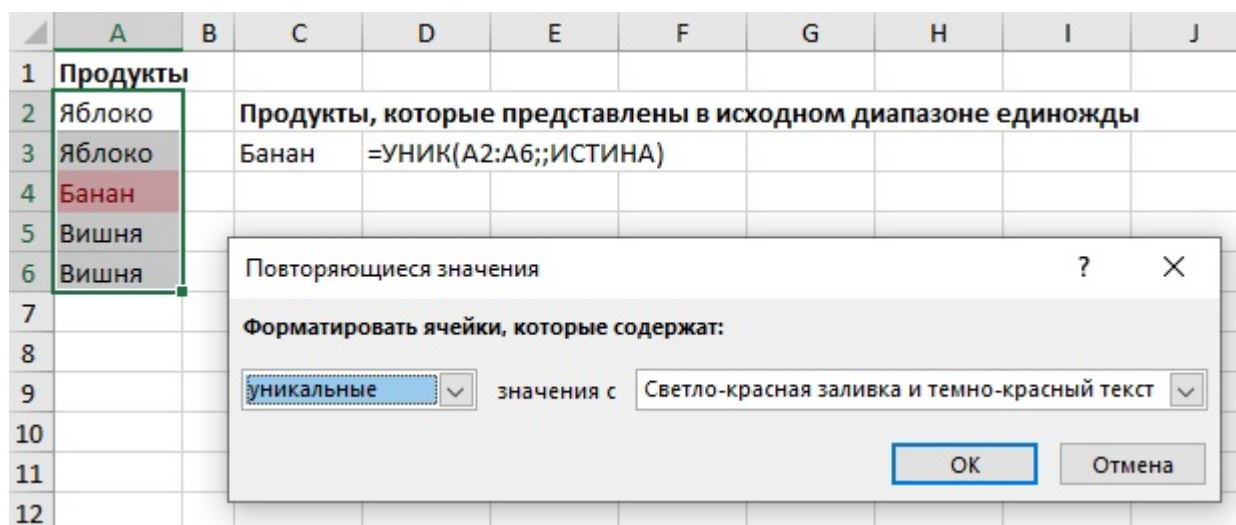 A B C D E F G H I J
1 Продукты
2 Яблоко Продукты, которые представлены в исходном диапазоне единожды
3 Яблоко Банан =УНИК(A2:A6;;ИСТИНА)
4 Банан
5 Вишня
6 Вишня
7
8
9
10
11
12
Повторяющиеся значения ?
Форматировать ячейки, которые содержат:
уникальные значения с Светло-красная заливка и темно-красный текст
ОК Отмена